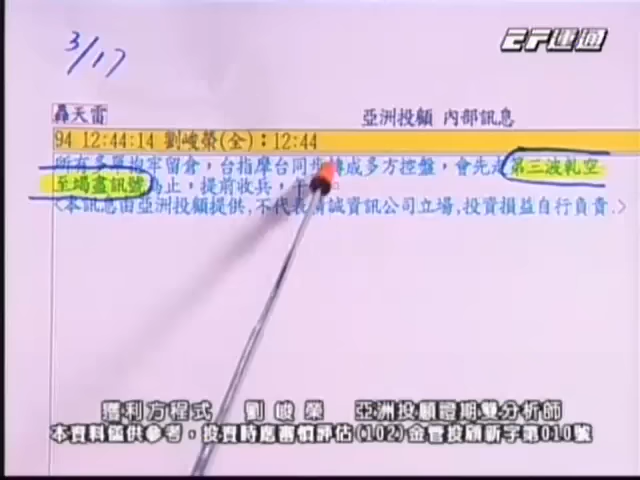 3/17
轟天雷
亞洲投顧 內部訊息
94 12:44:14 劉峻榮(全):12:44
所有多單抱牢留倉，台指摩台同步轉成多方控盤，會先走第三波軋空
至竭盡訊號為止，提前收兵，
<本訊息由亞洲投顧提供,不代表 誠資訊公司立場,投資損益自行負責.>
獲利方程式 劉峻榮 亞洲投顧證期雙分析師
本資料僅供參考，投資時應審慎評估(102)金管投顧新字第010號